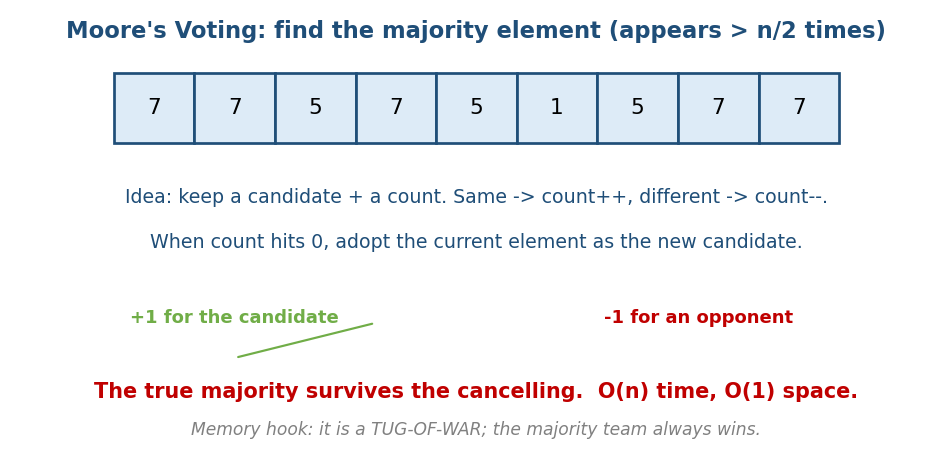 Moore's Voting: find the majority element (appears > n/2 times)
7 7 5 7 5 1 5 7 7
Idea: keep a candidate + a count. Same -> count++, different -> count--.
When count hits 0, adopt the current element as the new candidate.
+1 for the candidate
-1 for an opponent
The true majority survives the cancelling.  O(n) time, O(1) space.
Memory hook: it is a TUG-OF-WAR; the majority team always wins.